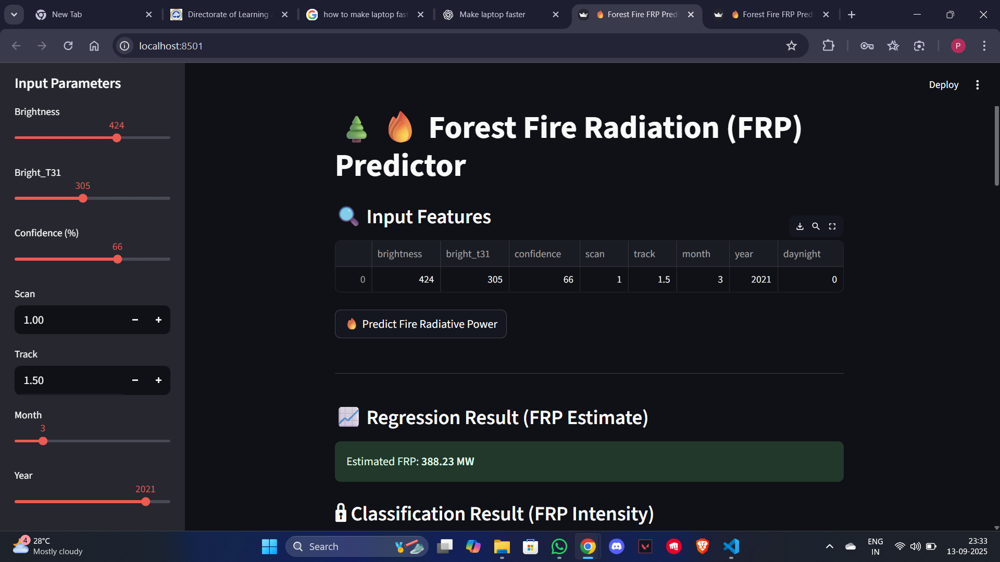 New Tab
Directorate of Learning
how to make laptop fast
Make laptop faster
Forest Fire FRP Predi
Forest Fire FRP Predi
localhost:8501
P
Input Parameters
Brightness
424
Bright_T31
305
Confidence (%)
66
Scan
1.00
Track
1.50
Month
3
Year
2021
Deploy
Forest Fire Radiation (FRP)
Predictor
Input Features
brightness bright_t31 confidence scan track month year daynight
0 424 305 66 1 1.5 3 2021 0
Predict Fire Radiative Power
Regression Result (FRP Estimate)
Estimated FRP: 388.23 MW
Classification Result (FRP Intensity)
4
28°C
Mostly cloudy
Search
ENG
IN
23:33
13-09-2025